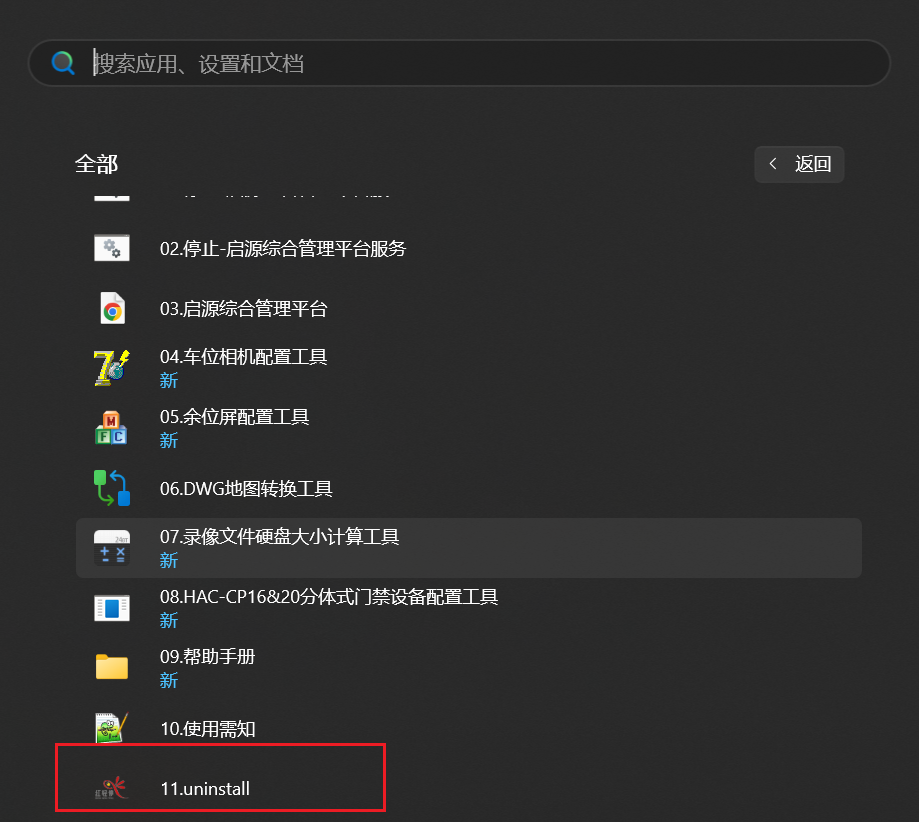 搜索应用、设置和文档
全部
返回
02.停止-启源综合管理平台服务
03.启源综合管理平台
04.车位相机配置工具
新
05.余位屏配置工具
新
06.DWG地图转换工具
07.录像文件硬盘大小计算工具
新
08.HAC-CP16&20分体式门禁设备配置工具
新
09.帮助手册
新
10.使用需知
11.uninstall